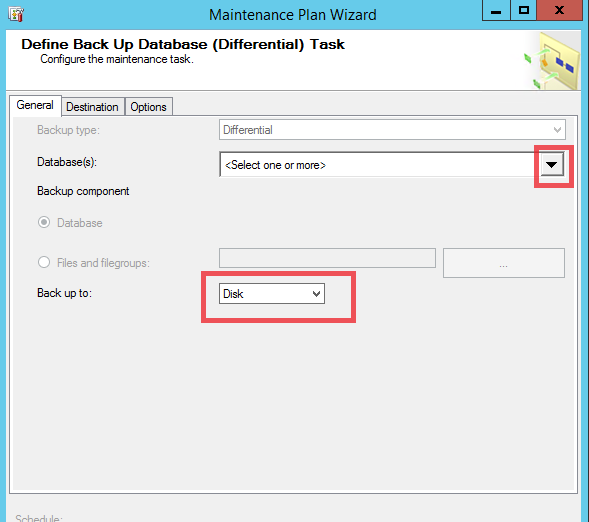 Maintenance Plan Wizard
Define Back Up Database (Differential) Task
Configure the maintenance task.
General Destination Options
Backup type: Differential
Database(s): <Select one or more>
Backup component
Database
Files and filegroups: ...
Back up to: Disk
Schedule: